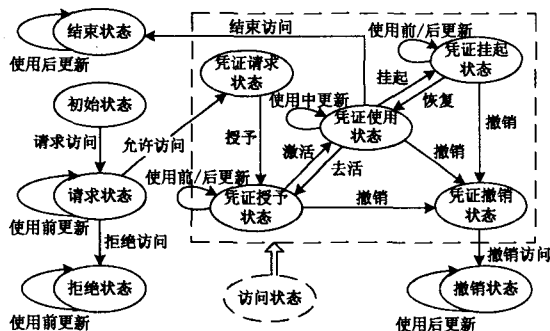 结束访问
结束状态
使用后更新
使用前/后更新
凭证请求
状态
凭证挂起
状态
挂起
恢复
使用中更新
凭证使用
状态
初始状态
请求访问
允许访问
授予
激活
去活
撤销
撤销
使用前/后更新
请求状态
使用前更新
凭证授予
状态
撤销
凭证撤销
状态
拒绝访问
撤销访问
拒绝状态
使用前更新
访问状态
撤销状态
使用后更新